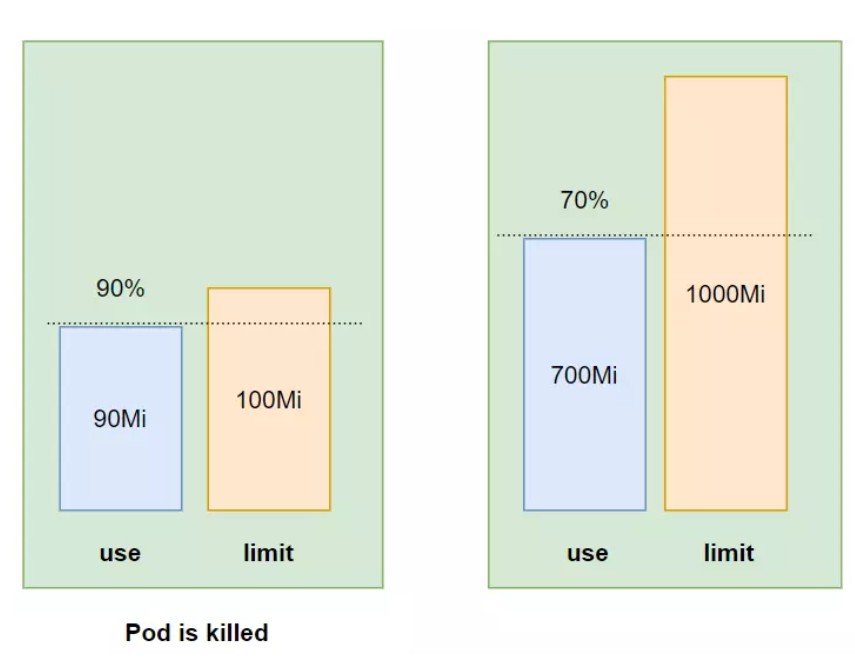 90%
90Mi
100Mi
use limit
Pod is killed
70%
700Mi
1000Mi
use limit